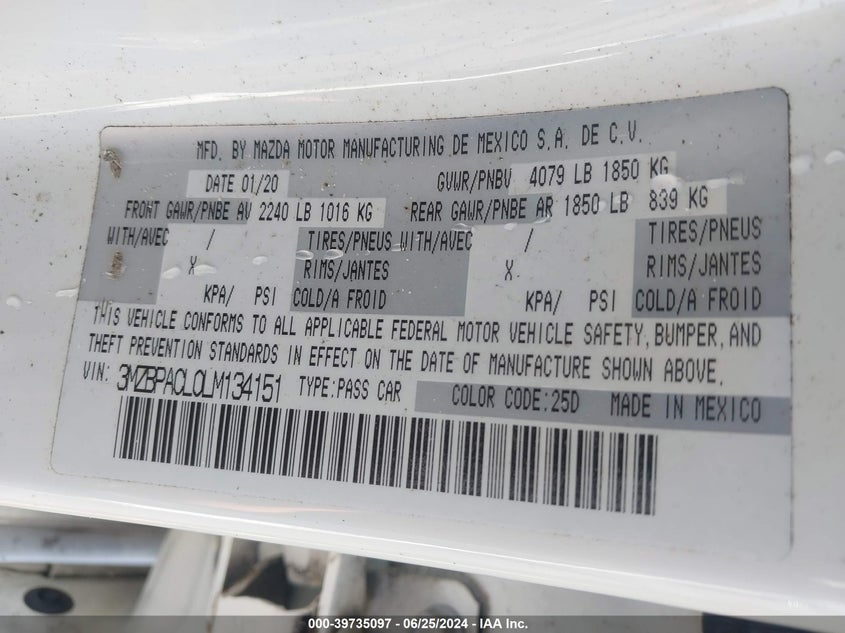 MFD. BY MAZDA MOTOR MANUFACTURING DE MEXICO S.A. DE C.V.
DATE 01/20 GVWR/PNBV 4079 LB 1850 KG
FRONT GAWR/PNBE AV 2240 LB 1016 KG REAR GAWR/PNBE AR 1850 LB 839 KG
WITH/AVEC / TIRES/PNEUS WITH/AVEC / TIRES/PNEUS
X RIMS/JANTES X RIMS/JANTES
KPA/ PSI COLD/A FROID KPA/ PSI COLD/A FROID
THIS VEHICLE CONFORMS TO ALL APPLICABLE FEDERAL MOTOR VEHICLE SAFETY, BUMPER, AND
THEFT PREVENTION STANDARDS IN EFFECT ON THE DATE OF MANUFACTURE SHOWN ABOVE.
VIN: 3MZBPACL0LM134151 TYPE:PASS CAR COLOR CODE:25D MADE IN MEXICO
000-39735097 - 06/25/2024 - IAA Inc.